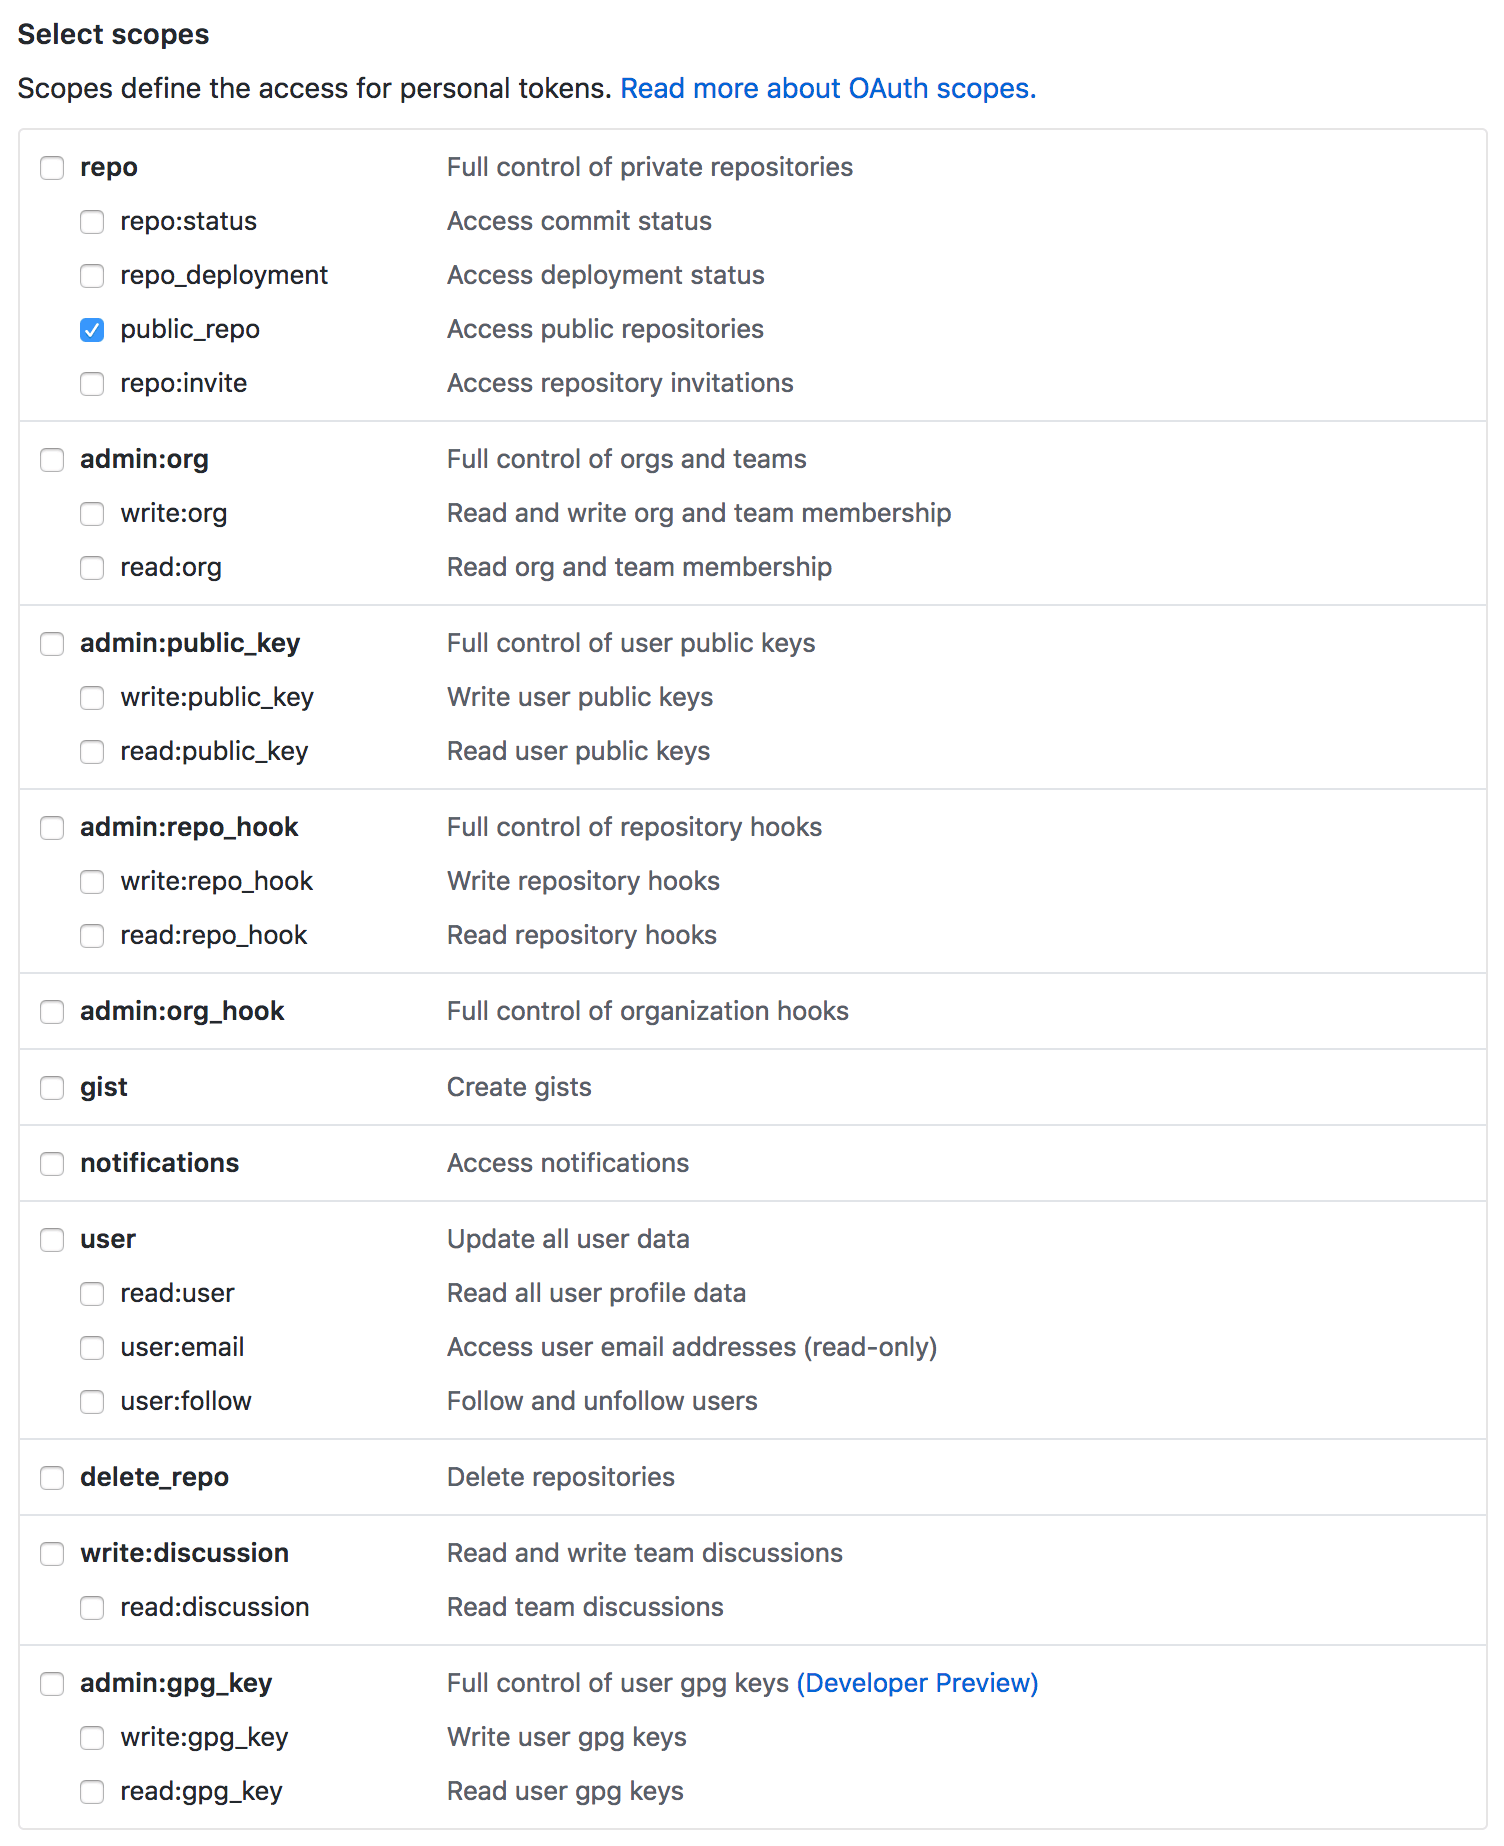 Select scopes
Scopes define the access for personal tokens. Read more about OAuth scopes.
repo Full control of private repositories
repo:status Access commit status
repo_deployment Access deployment status
public_repo Access public repositories
repo:invite Access repository invitations
admin:org Full control of orgs and teams
write:org Read and write org and team membership
read:org Read org and team membership
admin:public_key Full control of user public keys
write:public_key Write user public keys
read:public_key Read user public keys
admin:repo_hook Full control of repository hooks
write:repo_hook Write repository hooks
read:repo_hook Read repository hooks
admin:org_hook Full control of organization hooks
gist Create gists
notifications Access notifications
user Update all user data
read:user Read all user profile data
user:email Access user email addresses (read-only)
user:follow Follow and unfollow users
delete_repo Delete repositories
write:discussion Read and write team discussions
read:discussion Read team discussions
admin:gpg_key Full control of user gpg keys (Developer Preview)
write:gpg_key Write user gpg keys
read:gpg_key Read user gpg keys